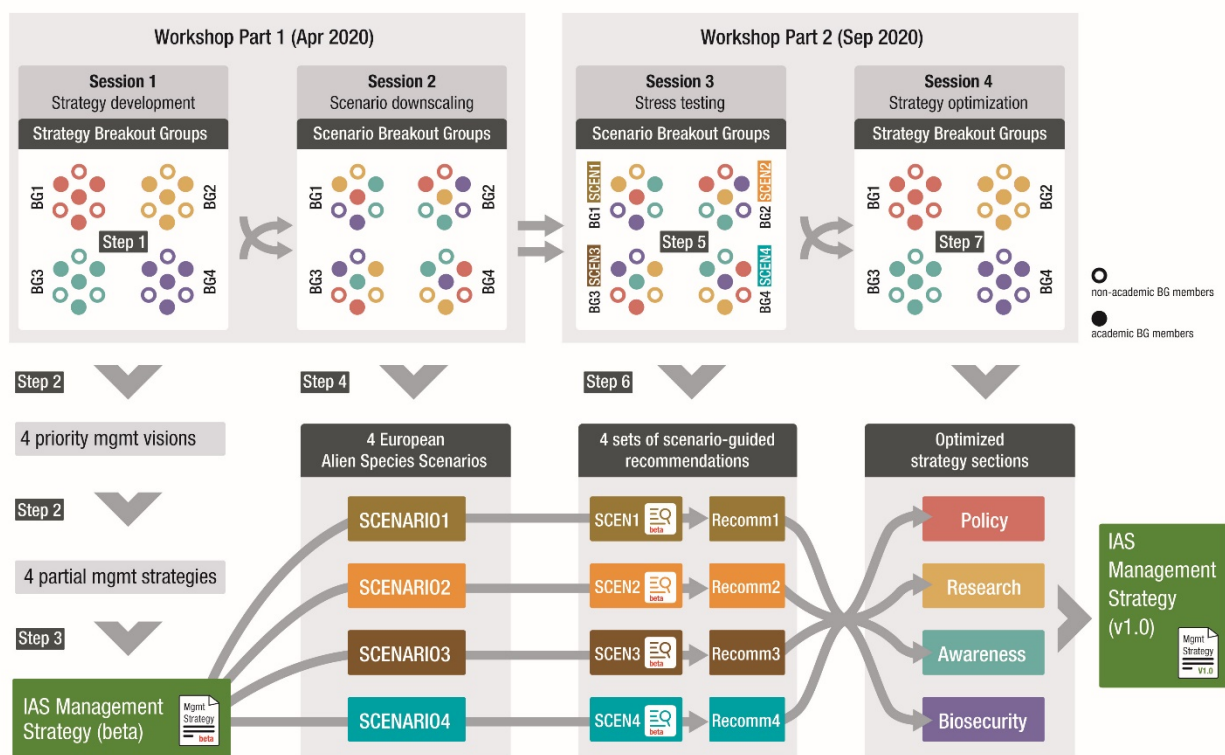 Workshop Part 1 (Apr 2020)
Session 1
Strategy development
Strategy Breakout Groups
BG1
BG2
Step 1
BG3
BG4
Session 2
Scenario downscaling
Scenario Breakout Groups
BG1
BG2
BG3
BG4
Workshop Part 2 (Sep 2020)
Session 3
Stress testing
Scenario Breakout Groups
BG1 SCEN1
BG2 SCEN2
Step 5
BG3 SCEN3
BG4 SCEN4
Session 4
Strategy optimization
Strategy Breakout Groups
BG1
BG2
Step 7
BG3
BG4
non-academic BG members
academic BG members
Step 2
4 priority mgmt visions
Step 2
4 partial mgmt strategies
Step 3
IAS Management
Strategy (beta)
Mgmt
Strategy
beta
Step 4
4 European
Alien Species Scenarios
SCENARIO1
SCENARIO2
SCENARIO3
SCENARIO4
Step 6
4 sets of scenario-guided
recommendations
SCEN1 beta Recomm1
SCEN2 beta Recomm2
SCEN3 beta Recomm3
SCEN4 beta Recomm4
Optimized
strategy sections
Policy
Research
Awareness
Biosecurity
IAS
Management
Strategy
(v1.0)
Mgmt
Strategy
V1.0